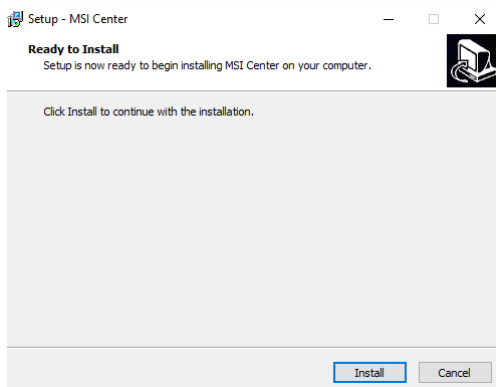 Setup - MSI Center
Ready to Install
Setup is now ready to begin installing MSI Center on your computer.
Click Install to continue with the installation.
Install
Cancel